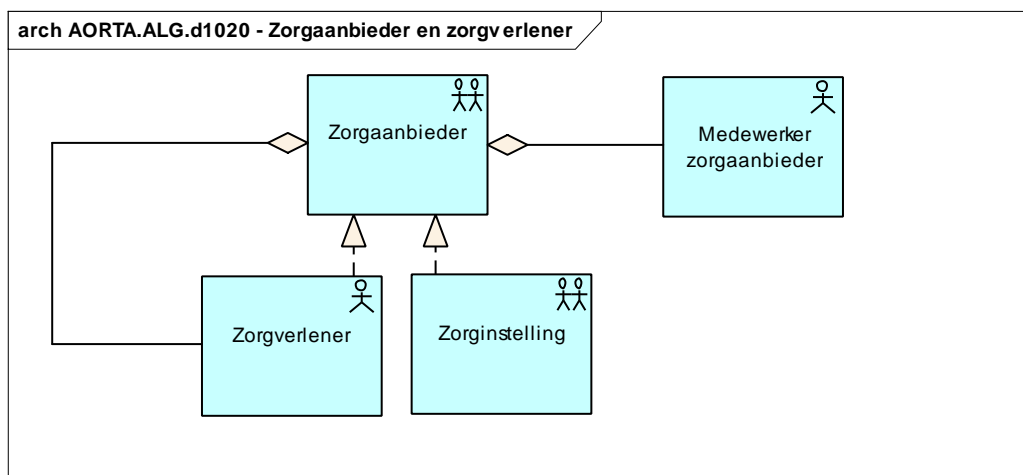 arch AORTA.ALG.d1020 - Zorgaanbieder en zorgverlener
Zorgaanbieder
Medewerker
zorgaanbieder
Zorgverlener
Zorginstelling